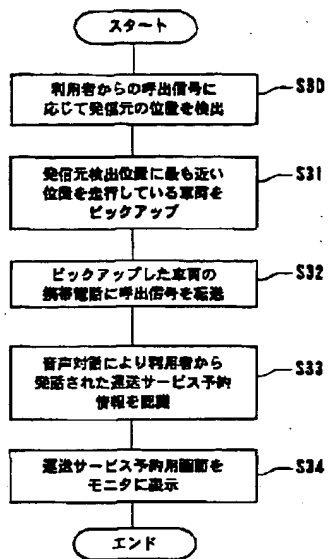 スタート
利用者からの呼出信号に
応じて発信元の位置を検出
S30
発信元検出位置に最も近い
位置を走行している車両を
ピックアップ
S31
ピックアップした車両の
携帯電話に呼出信号を転送
S32
音声対話により利用者から
発話された運送サービス予約
情報を認識
S33
運送サービス予約用画面を
モニタに表示
S34
エンド